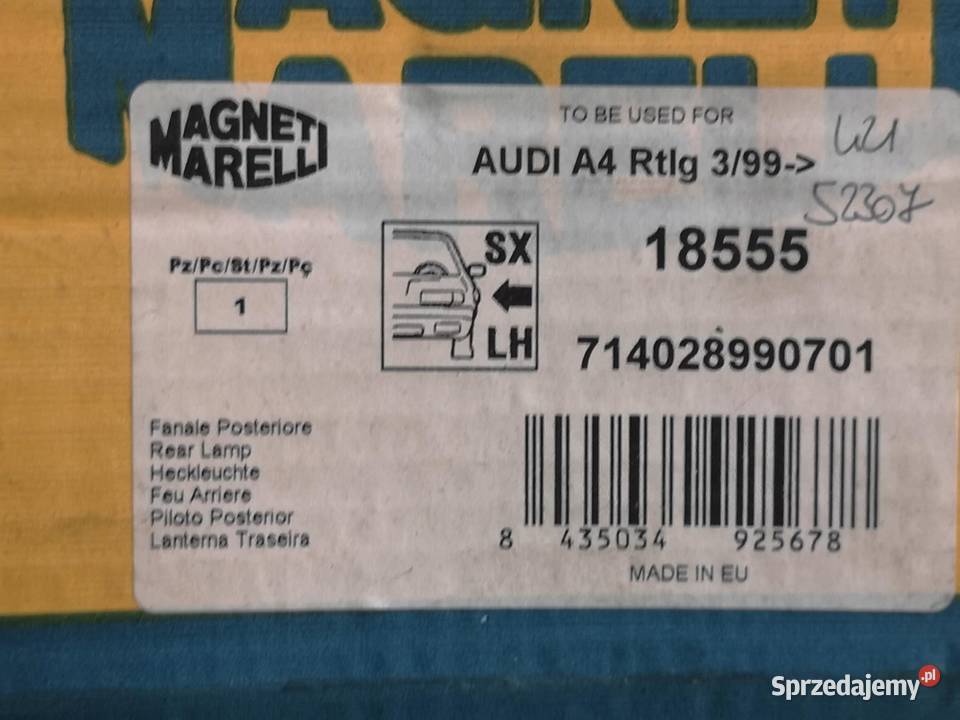 MAGNETI
MARELLI
MAGNETI
MARELLI
TO BE USED FOR
AUDI A4 Rtlg 3/99->
52307
Pz/Pc/St/Pz/Pç
1
SX
LH
18555
714028990701
Fanale Posteriore
Rear Lamp
Heckleuchte
Feu Arriere
Piloto Posterior
Lanterna Traseira
8 435034 925678
MADE IN EU
Sprzedajemy.pl